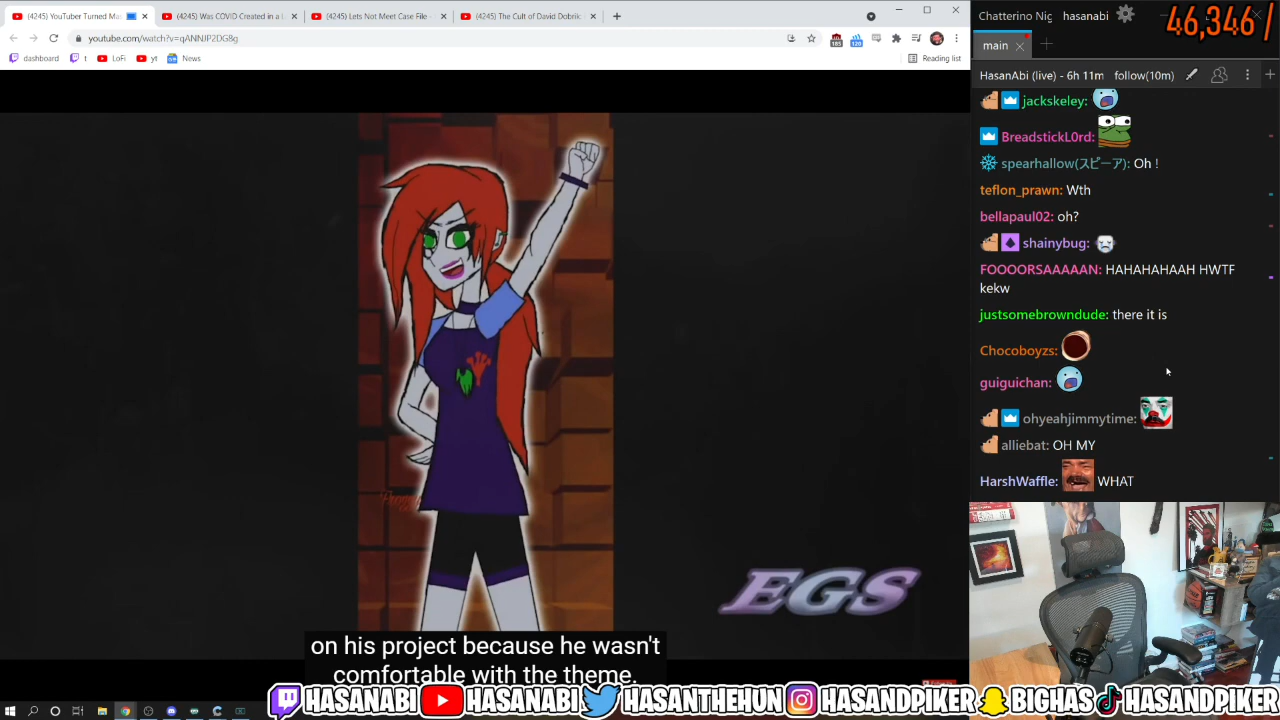 (4245) YouTuber Turned Ma
(4245) Was COVID Created in a L
(4245) Lets Not Meet Case File -
(4245) The Cult of David Dobrik:
youtube.com/watch?v=qANNJP2DG8g
dashboard
t
LoFi
yt
News
Reading list
EGS
on his project because he wasn't
comfortable with the theme.
Chatterino Nig
hasanabi
46,346 /
main
HasanAbi (live) - 6h 11m
follow(10m)
jackskeley:
BreadstickL0rd:
spearhallow(スピーア): Oh !
teflon_prawn: Wth
bellapaul02: oh?
shainybug:
FOOOORSAAAAAN: HAHAHAHAAH HWTF
kekw
justsomebrowndude: there it is
Chocoboyzs:
guiguichan:
ohyeahjimmytime:
alliebat: OH MY
HarshWaffle: WHAT
HASANABI HASANABI HASANTHEHUN HASANDPIKER BIGHAS HASANDPIKER